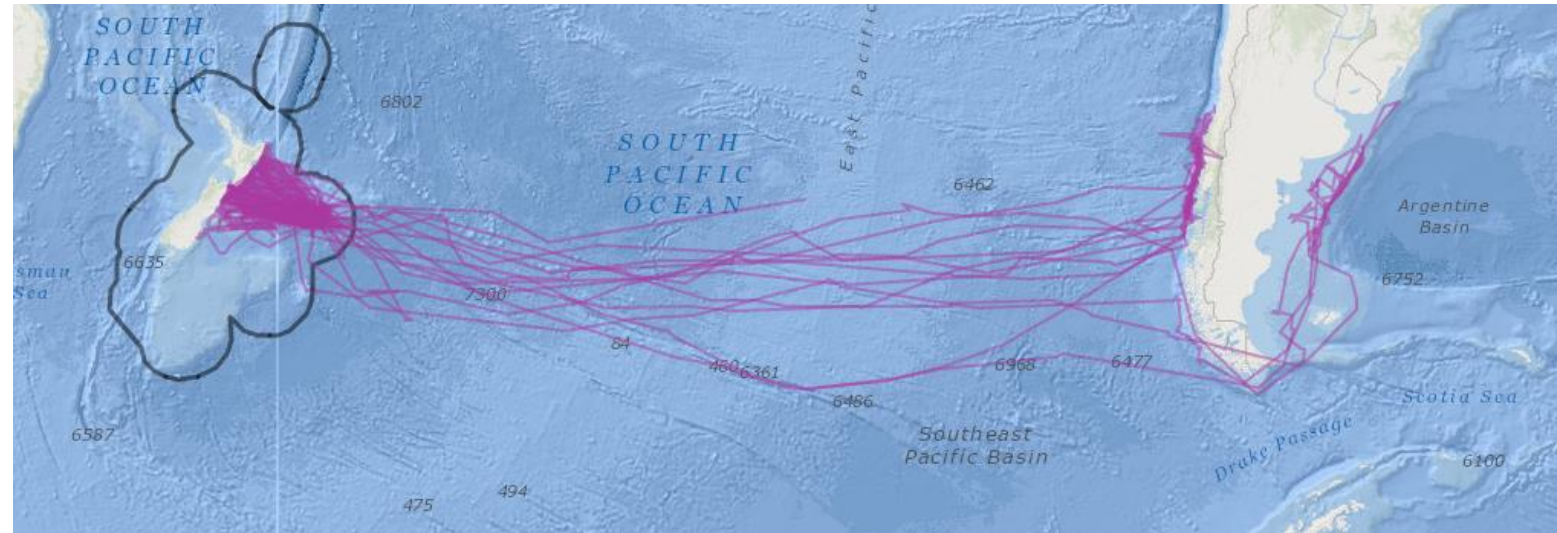 SOUTH
PACIFIC
OCEAN
6802
East Pacific
SOUTH
PACIFIC
OCEAN
6462
Argentine
Basin
6635
Sea
7300
6752
84
460
6361
6968
6477
6486
Scotia Sea
6587
Southeast
Pacific Basin
Drake Passage
6100
475
494